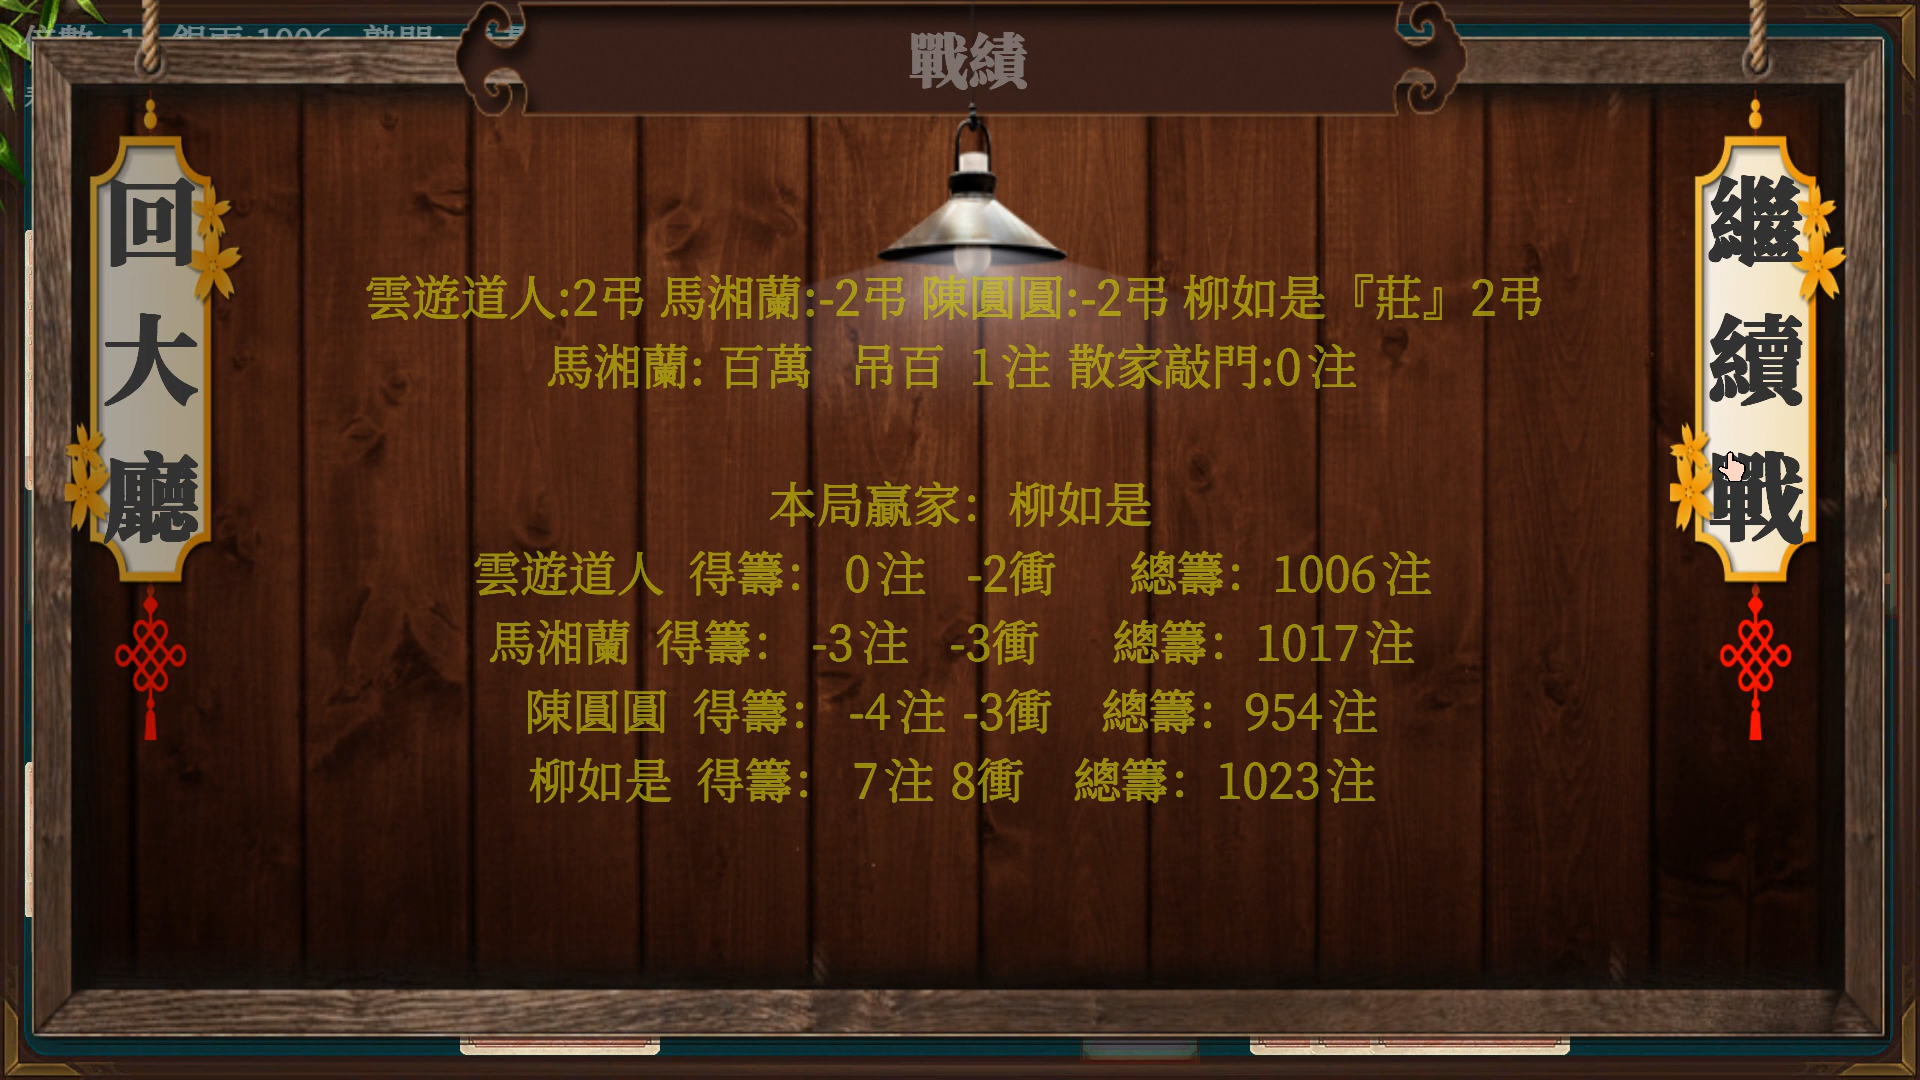 戰績
回大廳
繼續戰
雲遊道人:2弔 馬湘蘭:-2弔 陳圓圓:-2弔 柳如是『莊』2弔
馬湘蘭: 百萬 吊百 1注 散家敲門:0注
本局贏家: 柳如是
雲遊道人 得籌: 0注 -2衝 總籌: 1006注
馬湘蘭 得籌: -3注 -3衝 總籌: 1017注
陳圓圓 得籌: -4注 -3衝 總籌: 954注
柳如是 得籌: 7注 8衝 總籌: 1023注